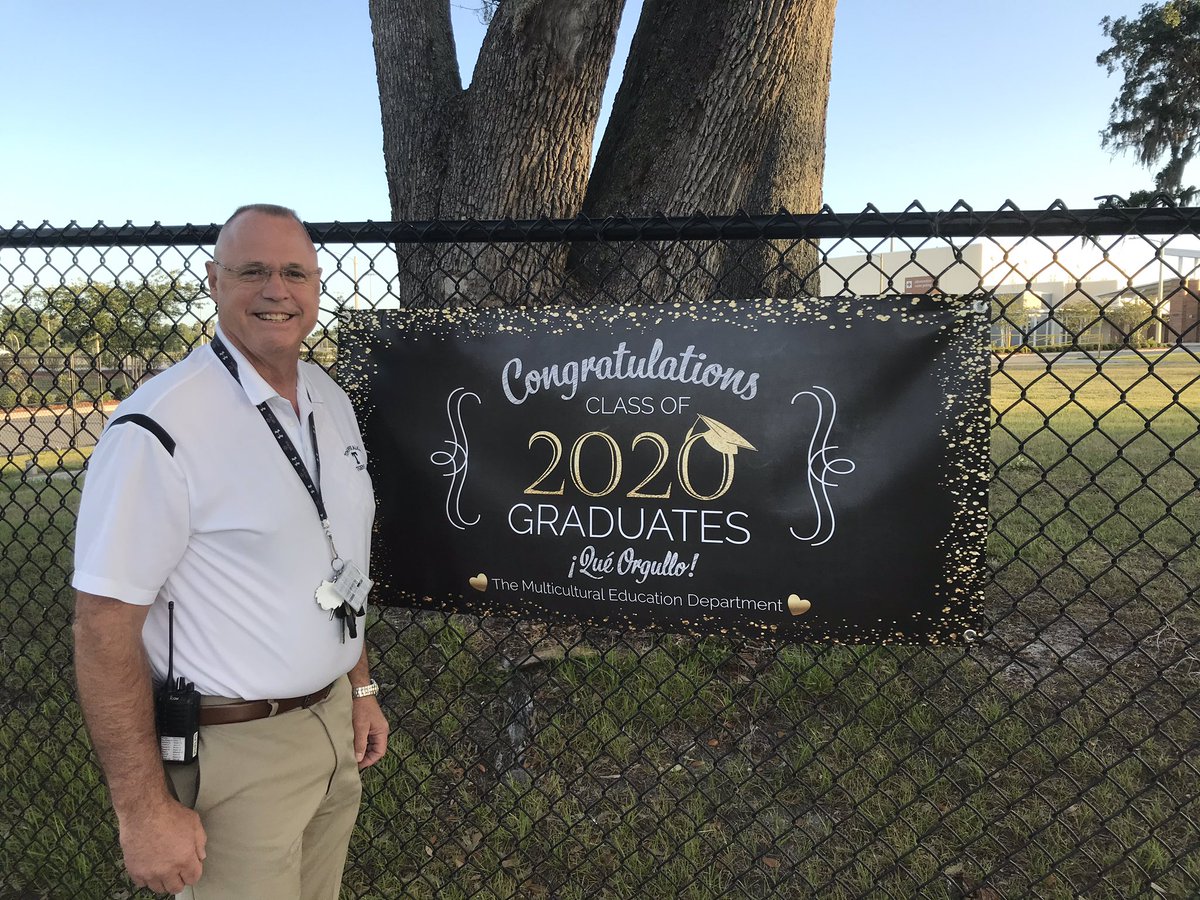 Congratulations
CLASS OF
2020
GRADUATES
¡Qué Orgullo!
The Multicultural Education Department
T